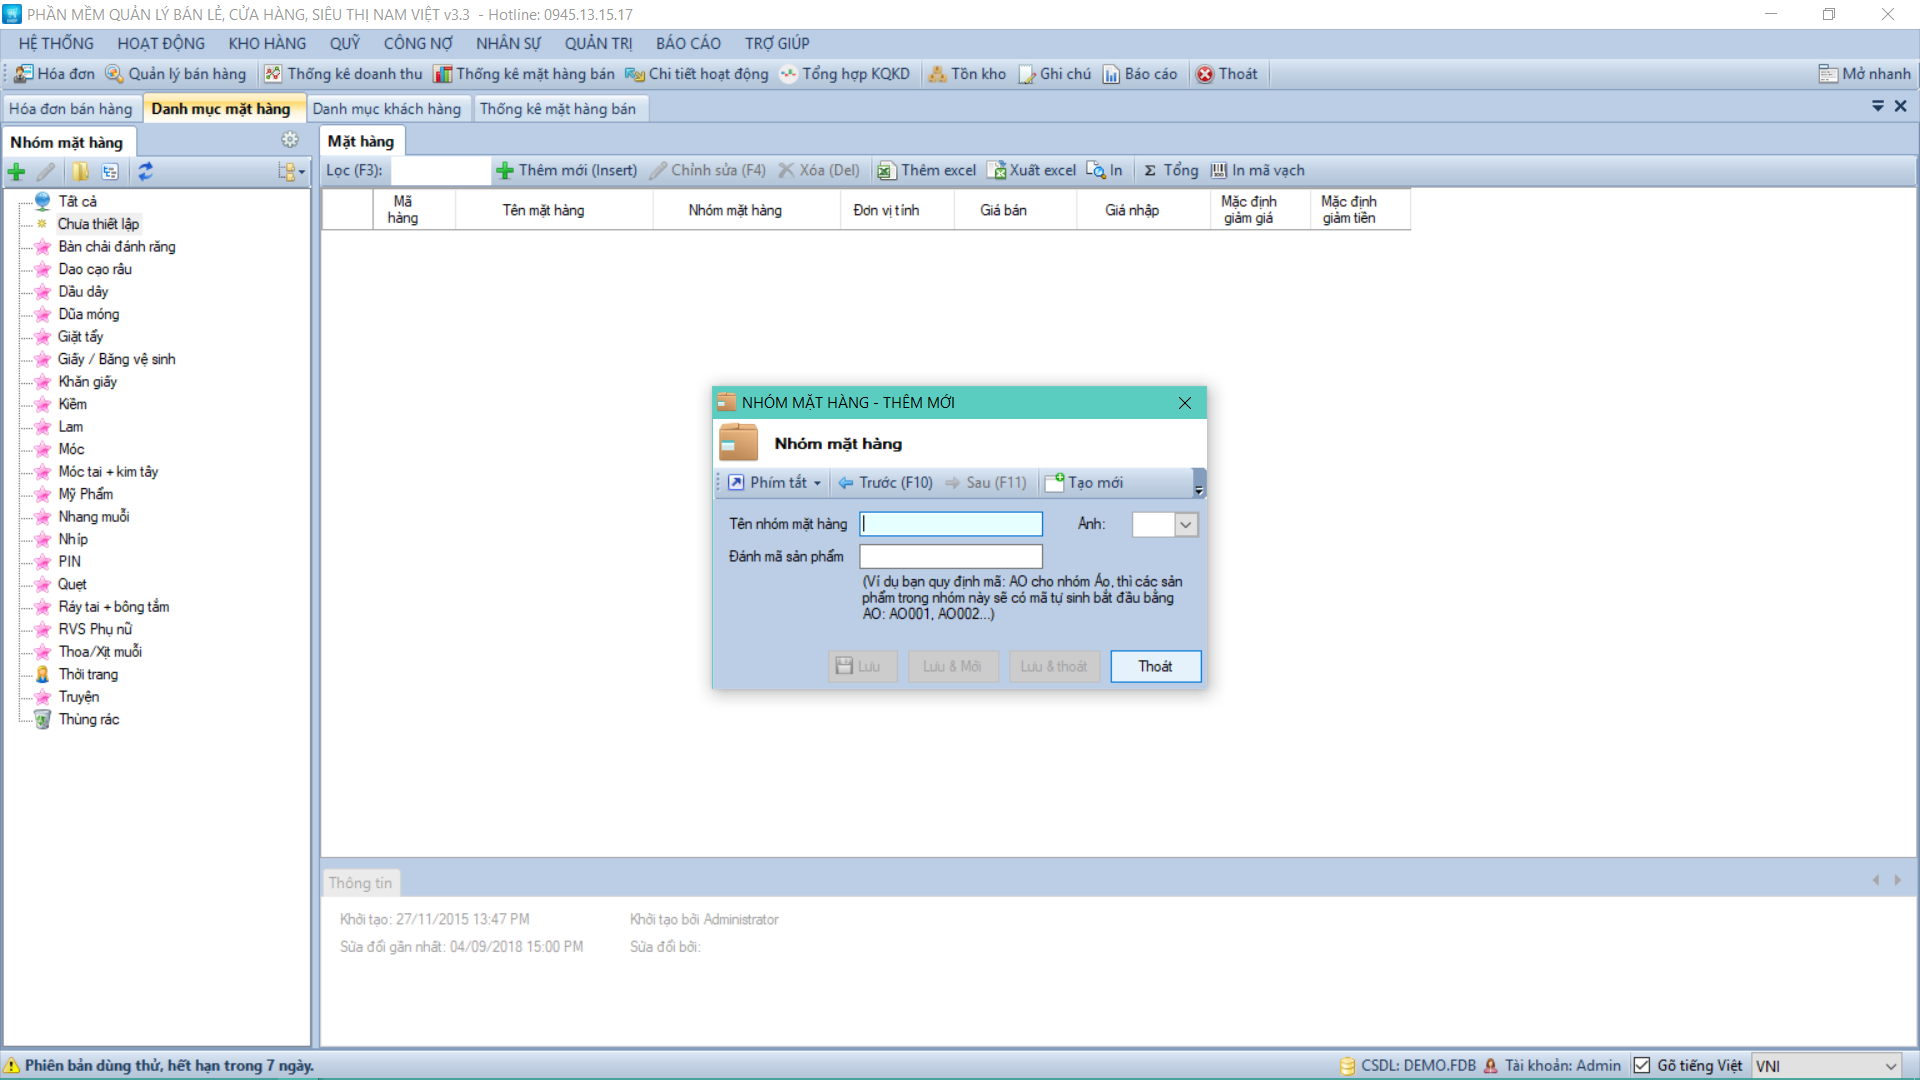 PHẦN MỀM QUẢN LÝ BÁN LẺ, CỬA HÀNG, SIÊU THỊ NAM VIỆT v3.3 - Hotline: 0945.13.15.17
HỆ THỐNG HOẠT ĐỘNG KHO HÀNG QUỸ CÔNG NỢ NHÂN SỰ QUẢN TRỊ BÁO CÁO TRỢ GIÚP
Hóa đơn Quản lý bán hàng Thống kê doanh thu Thống kê mặt hàng bán Chi tiết hoạt động Tổng hợp KQKD Tồn kho Ghi chú Báo cáo Thoát Mở nhanh
Hóa đơn bán hàng Danh mục mặt hàng Danh mục khách hàng Thống kê mặt hàng bán
Nhóm mặt hàng
Mặt hàng
Lọc (F3): Thêm mới (Insert) Chỉnh sửa (F4) Xóa (Del) Thêm excel Xuất excel In Σ Tổng In mã vạch
Mã hàng Tên mặt hàng Nhóm mặt hàng Đơn vị tính Giá bán Giá nhập Mặc định giảm giá Mặc định giảm tiền
Tất cả
Chưa thiết lập
Bàn chải đánh răng
Dao cạo râu
Dầu dây
Dũa móng
Giặt tẩy
Giấy / Băng vệ sinh
Khăn giấy
Kiềm
Lam
Móc
Móc tai + kim tây
Mỹ Phẩm
Nhang muỗi
Nhíp
PIN
Quẹt
Ráy tai + bông tắm
RVS Phụ nữ
Thoa/Xịt muỗi
Thời trang
Truyện
Thùng rác
NHÓM MẶT HÀNG - THÊM MỚI
Nhóm mặt hàng
Phím tắt Trước (F10) Sau (F11) Tạo mới
Tên nhóm mặt hàng Ảnh:
Đánh mã sản phẩm
(Ví dụ bạn quy định mã: AO cho nhóm Áo, thì các sản
phẩm trong nhóm này sẽ có mã tự sinh bắt đầu bằng
AO: AO001, AO002...)
Lưu Lưu & Mới Lưu & thoát Thoát
Thông tin
Khởi tạo: 27/11/2015 13:47 PM Khởi tạo bởi Administrator
Sửa đổi gần nhất: 04/09/2018 15:00 PM Sửa đổi bởi:
Phiên bản dùng thử, hết hạn trong 7 ngày. CSDL: DEMO.FDB Tài khoản: Admin Gõ tiếng Việt VNI